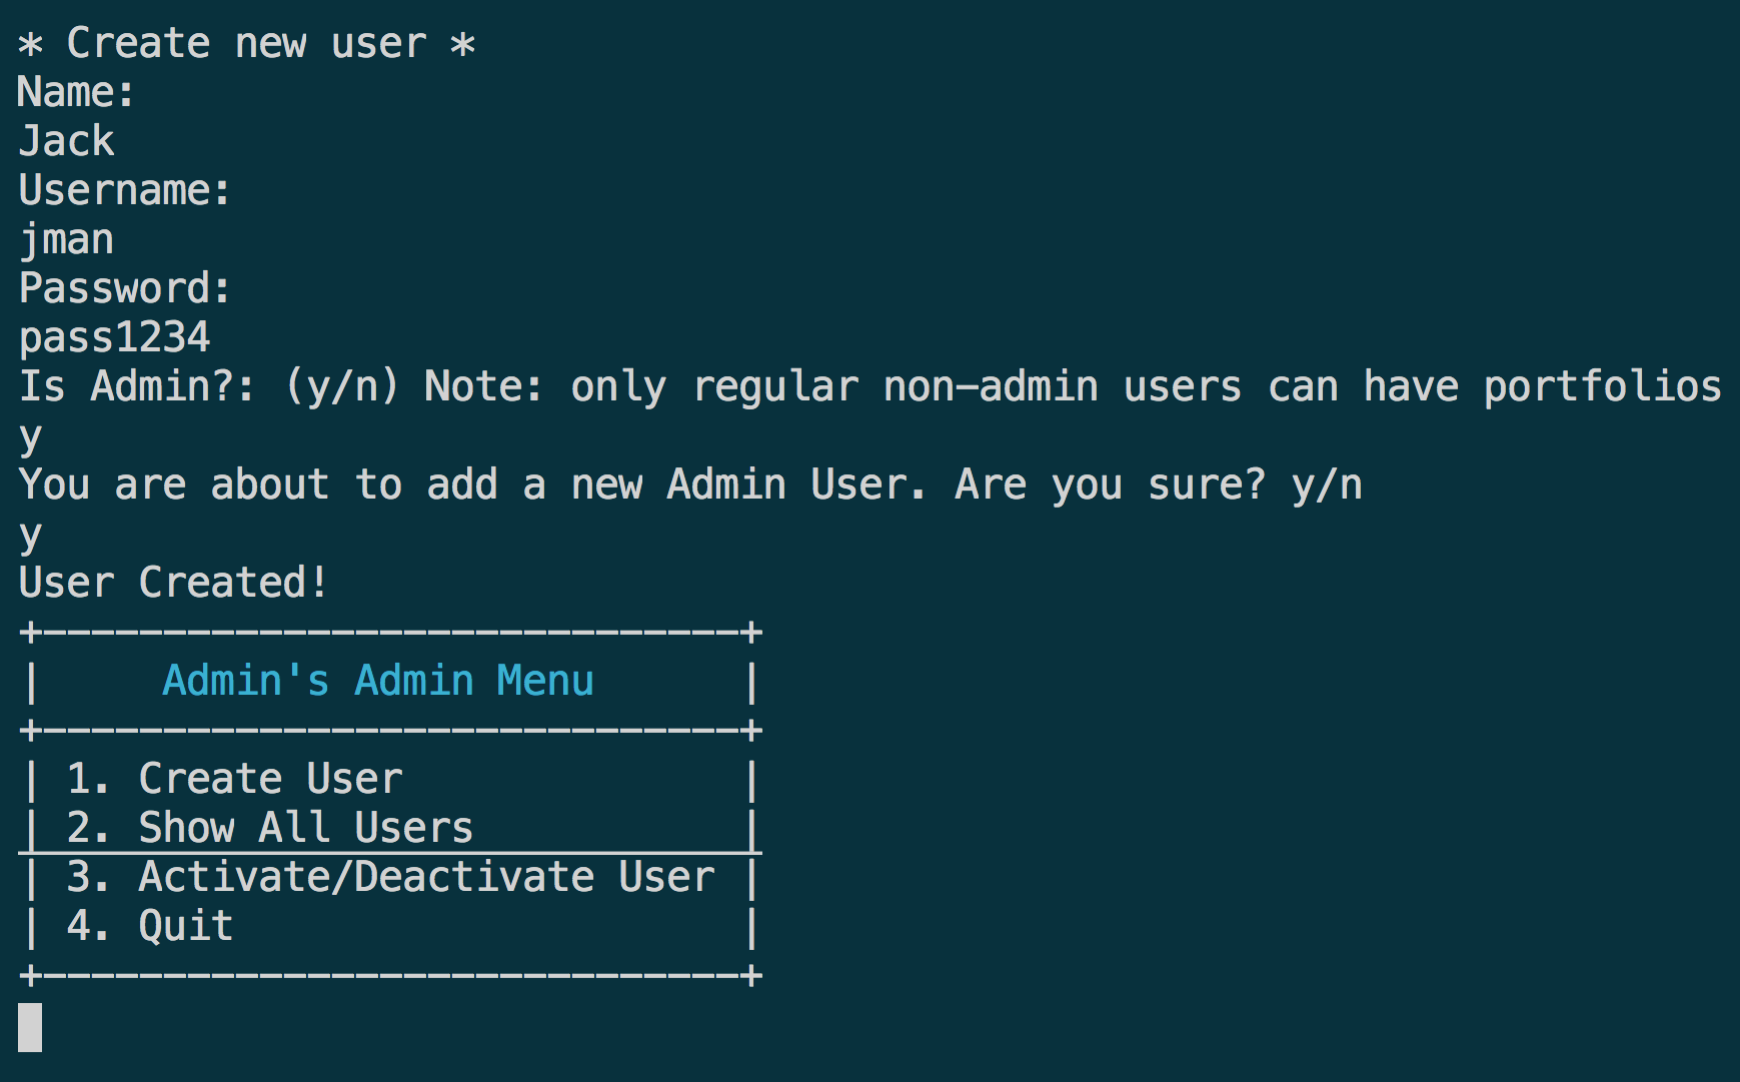 * Create new user *
Name:
Jack
Username:
jman
Password:
pass1234
Is Admin?: (y/n) Note: only regular non-admin users can have portfolios
y
You are about to add a new Admin User. Are you sure? y/n
y
User Created!
+-----------------------------+
|     Admin's Admin Menu      |
+-----------------------------+
| 1. Create User              |
| 2. Show All Users           |
| 3. Activate/Deactivate User |
| 4. Quit                     |
+-----------------------------+